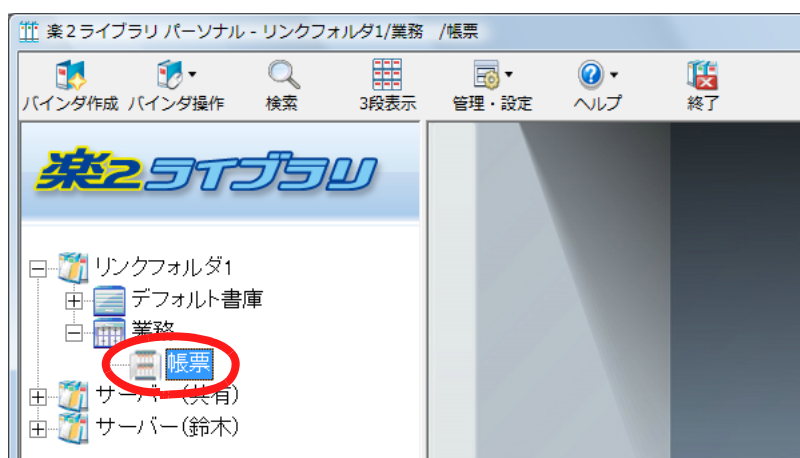 楽2ライブラリ パーソナル - リンクフォルダ1/業務 /帳票
バインダ作成 バインダ操作 検索 3段表示 管理・設定 ヘルプ 終了
楽2ライブラリ
リンクフォルダ1
デフォルト書庫
業務
帳票
サーバー(共有)
サーバー(鈴木)